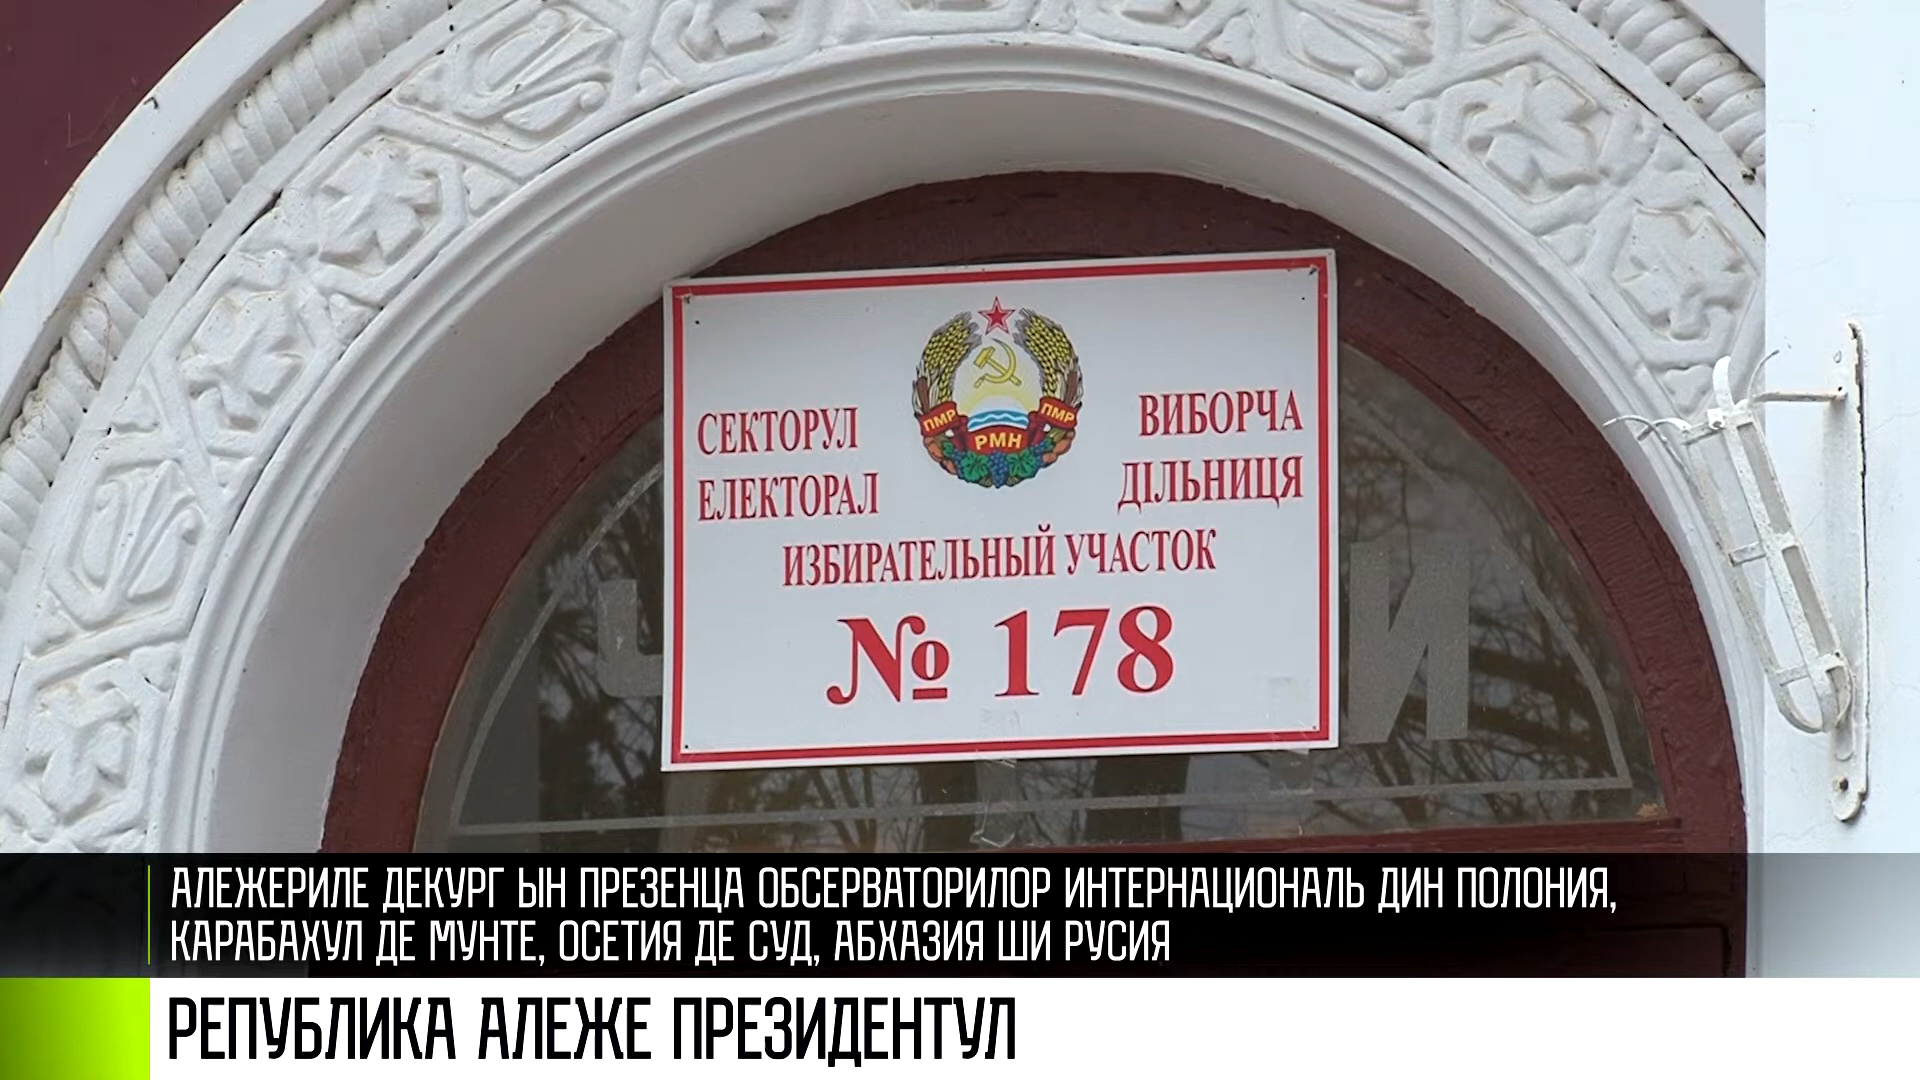 ПМР
ПМР
РМН
СЕКТОРУЛ
ЕЛЕКТОРАЛ
ВИБОРЧА
ДІЛЬНИЦЯ
ИЗБИРАТЕЛЬНЫЙ УЧАСТОК
№ 178
АЛЕЖЕРИЛЕ ДЕКУРГ ЫН ПРЕЗЕНЦА ОБСЕРВАТОРИЛОР ИНТЕРНАЦИОНАЛЬ ДИН ПОЛОНИЯ,
КАРАБАХУЛ ДЕ МУНТЕ, ОСЕТИЯ ДЕ СУД, АБХАЗИЯ ШИ РУСИЯ
РЕПУБЛИКА АЛЕЖЕ ПРЕЗИДЕНТУЛ